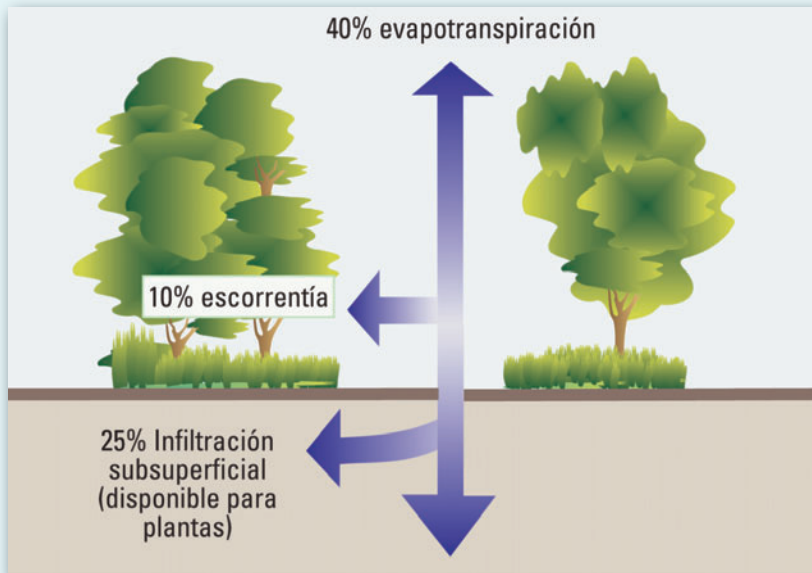 40% evapotranspiración
10% escorrentía
25% Infiltración
subsuperficial
(disponible para
plantas)